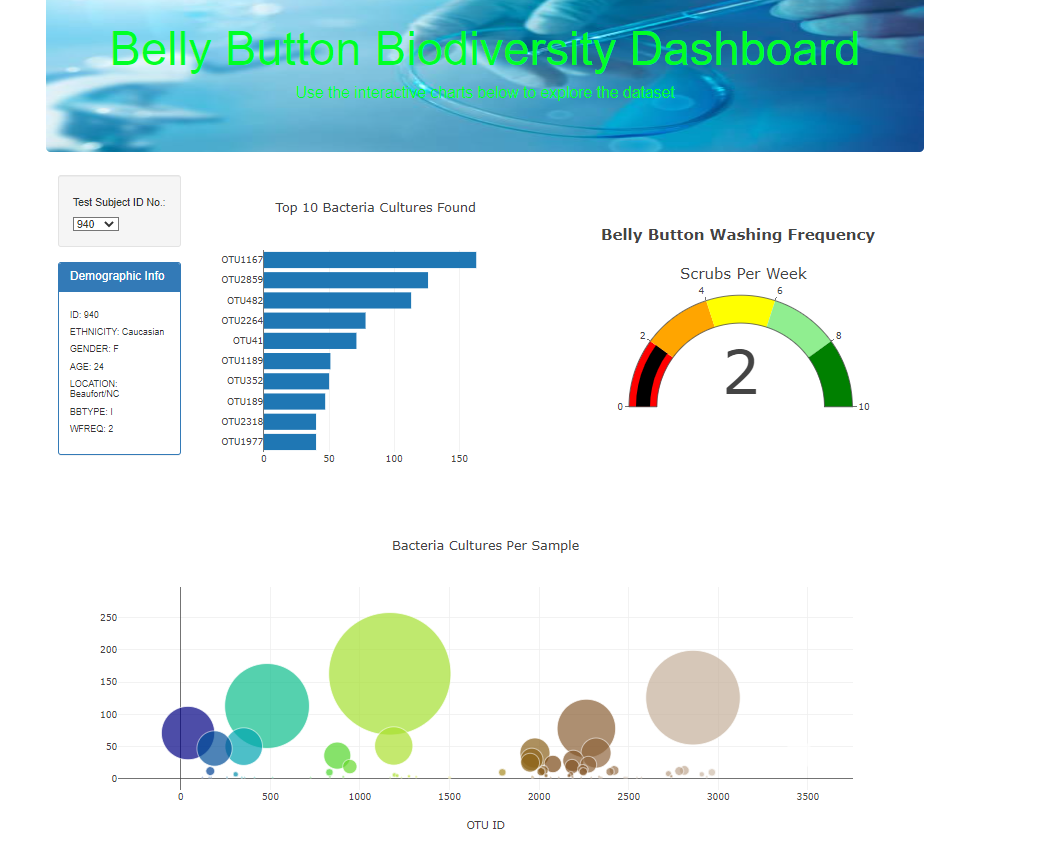 Belly Button Biodiversity Dashboard
Use the interactive charts below to explore the dataset
Test Subject ID No.:
940
Demographic Info
ID: 940
ETHNICITY: Caucasian
GENDER: F
AGE: 24
LOCATION:
Beaufort/NC
BBTYPE: I
WFREQ: 2
Top 10 Bacteria Cultures Found
OTU1167
OTU2859
OTU482
OTU2264
OTU41
OTU1189
OTU352
OTU189
OTU2318
OTU1977
0 50 100 150
Belly Button Washing Frequency
Scrubs Per Week
0 2 4 6 8 10
2
Bacteria Cultures Per Sample
250
200
150
100
50
0
0 500 1000 1500 2000 2500 3000 3500
OTU ID